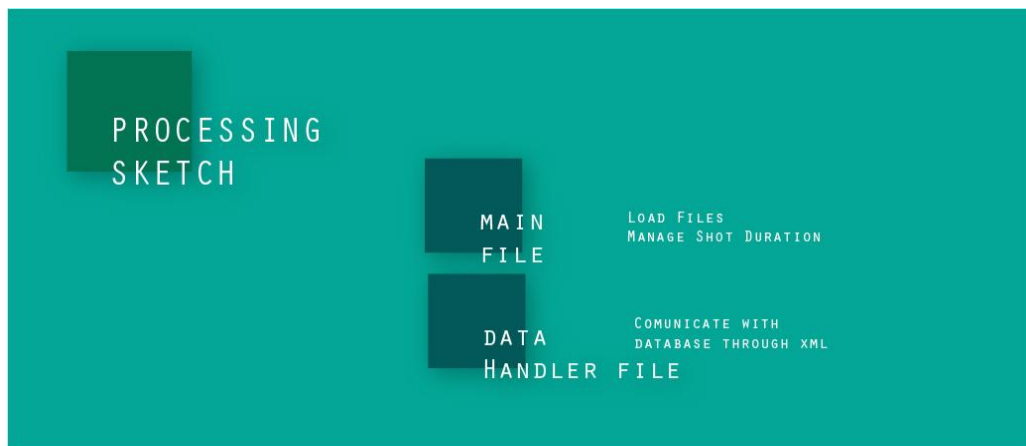 PROCESSING
SKETCH
MAIN
FILE
LOAD FILES
MANAGE SHOT DURATION
DATA
HANDLER FILE
COMUNICATE WITH
DATABASE THROUGH XML